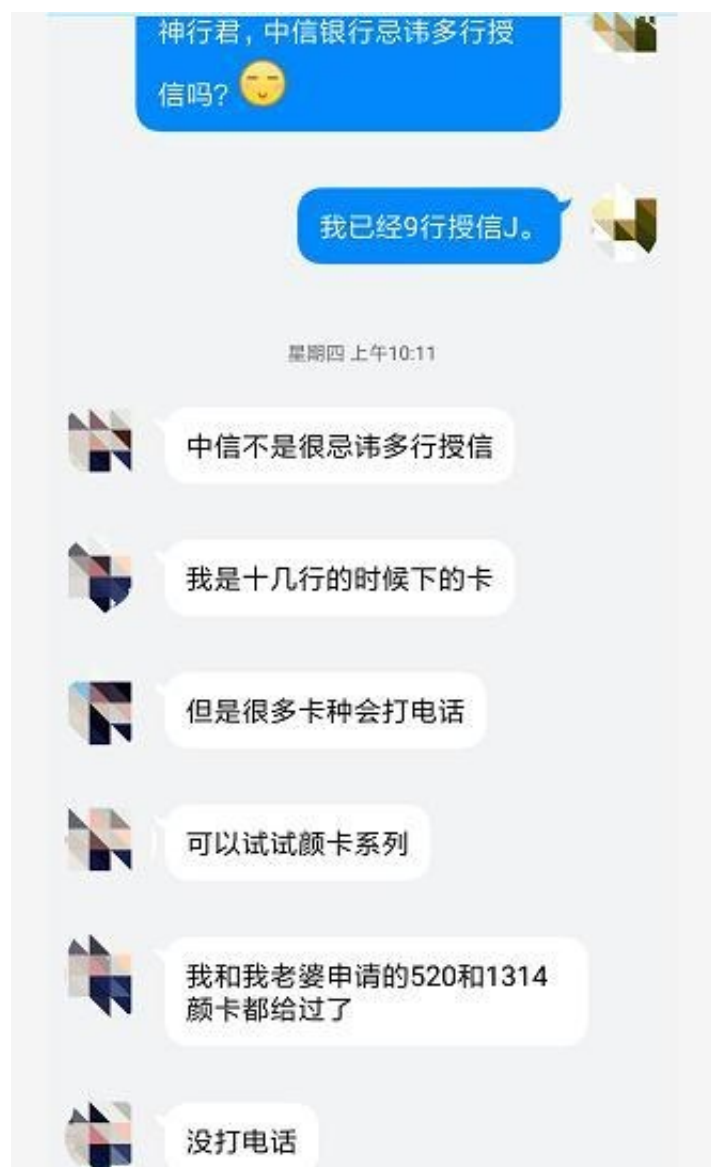 神行君，中信银行忌讳多行授
信吗？
我已经9行授信J。
星期四 上午10:11
中信不是很忌讳多行授信
我是十几行的时候下的卡
但是很多卡种会打电话
可以试试颜卡系列
我和我老婆申请的520和1314
颜卡都给过了
没打电话